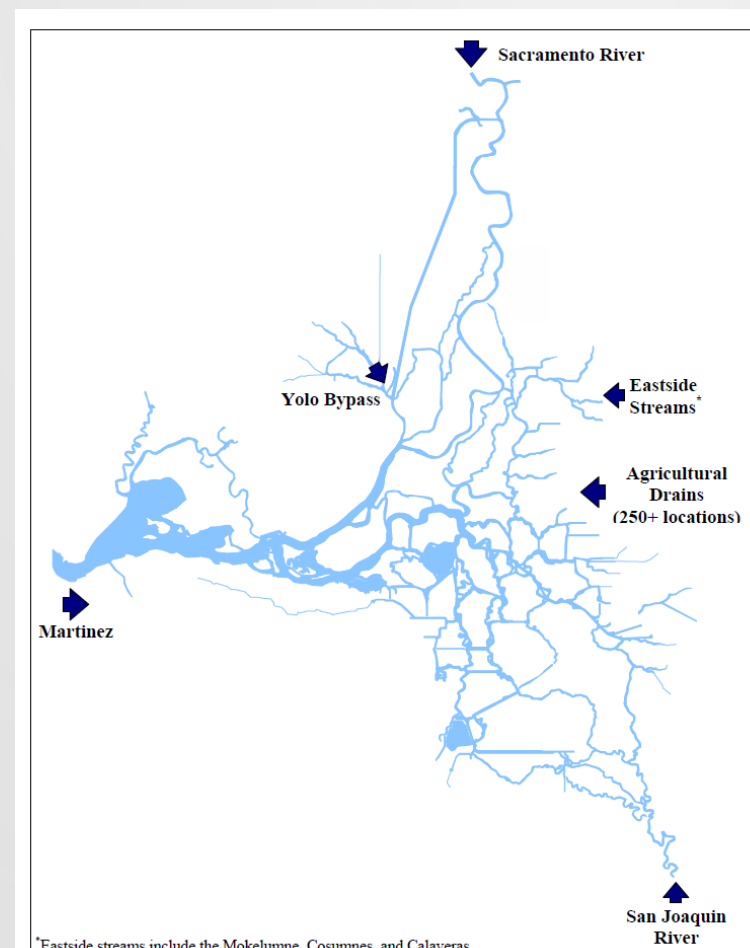 Sacramento River
Yolo Bypass
Eastside
Streams*
Agricultural
Drains
(250+ locations)
Martinez
San Joaquin
River
*Eastside streams include the Mokelumne, Cosumnes, and Calaveras